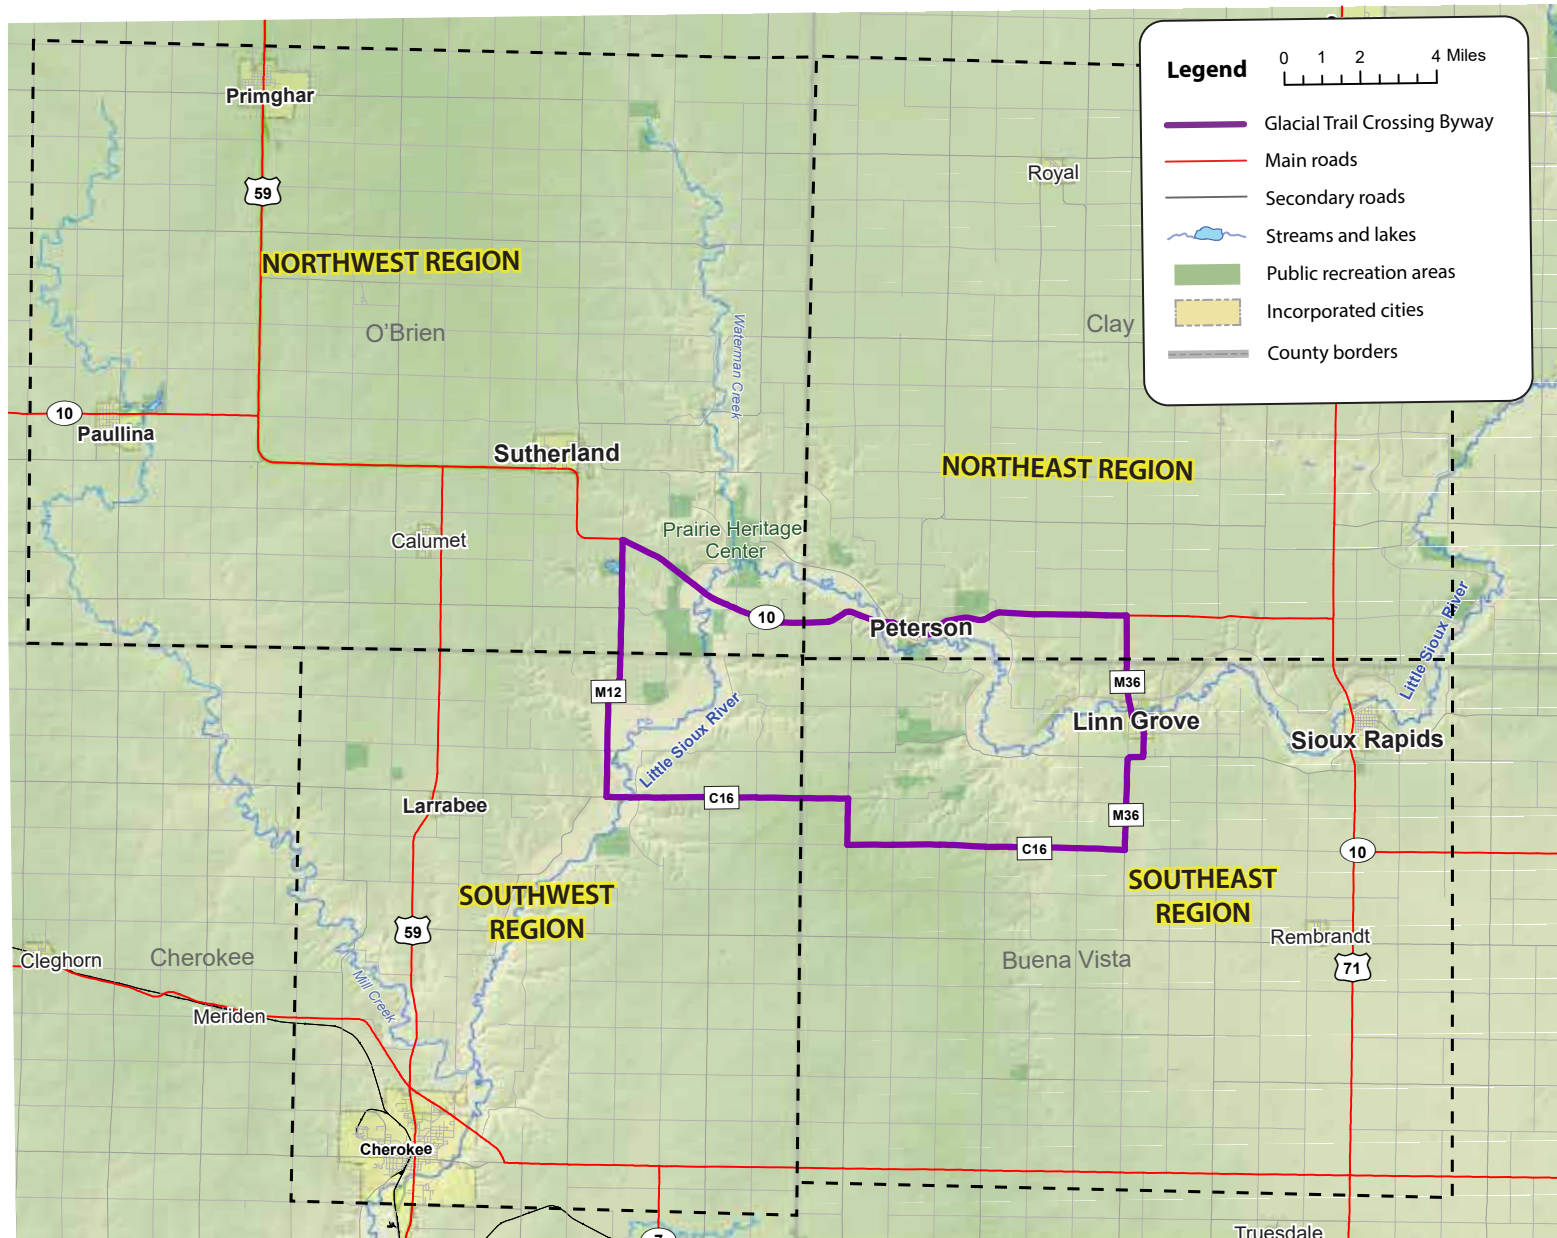 Primghar
59
NORTHWEST REGION
O'Brien
Waterman Creek
10
Paullina
Sutherland
Calumet
Prairie Heritage
Center
10
Peterson
M12
Little Sioux River
C16
Larrabee
SOUTHWEST
REGION
59
Cleghorn
Cherokee
Mill Creek
Meriden
Cherokee
7
Royal
Clay
NORTHEAST REGION
Little Sioux River
M36
Linn Grove
Sioux Rapids
M36
C16
10
SOUTHEAST
REGION
Rembrandt
Buena Vista
71
Truesdale
Legend
0 1 2 4 Miles
Glacial Trail Crossing Byway
Main roads
Secondary roads
Streams and lakes
Public recreation areas
Incorporated cities
County borders